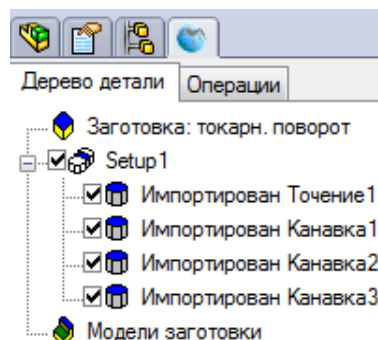 Дерево детали Операции
Заготовка: токарн. поворот
Setup1
Импортирован Точение1
Импортирован Канавка1
Импортирован Канавка2
Импортирован Канавка3
Модели заготовки